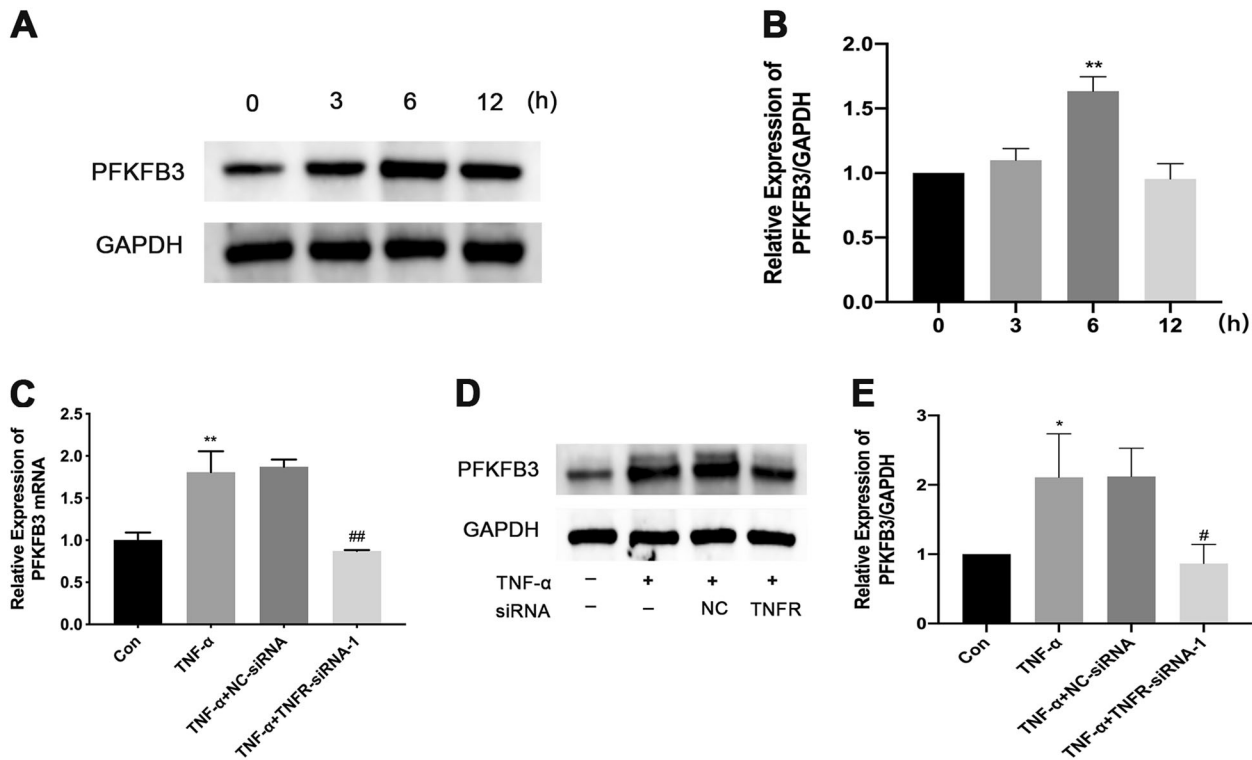 A
0 3 6 12 (h)
PFKFB3
GAPDH
B
Relative Expression of
PFKFB3/GAPDH
2.0
1.5
1.0
0.5
0.0
**
0 3 6 12 (h)
C
Relative Expression of
PFKFB3 mRNA
2.5
2.0
1.5
1.0
0.5
0.0
**
##
Con
TNF-α
TNF-α+NC-siRNA
TNF-α+TNFR-siRNA-1
D
PFKFB3
GAPDH
TNF-α – + + +
siRNA – – NC TNFR
E
Relative Expression of
PFKFB3/GAPDH
3
2
1
0
*
#
Con
TNF-α
TNF-α+NC-siRNA
TNF-α+TNFR-siRNA-1